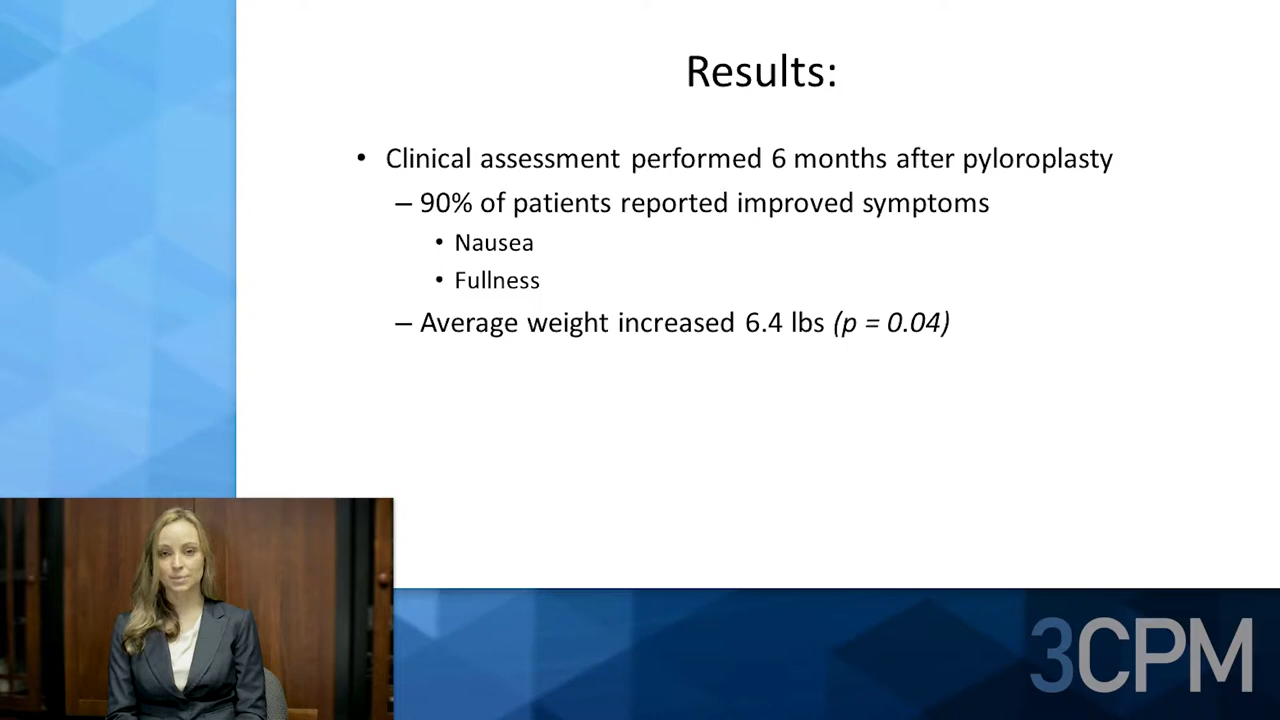 Results:
• Clinical assessment performed 6 months after pyloroplasty
– 90% of patients reported improved symptoms
• Nausea
• Fullness
– Average weight increased 6.4 lbs (p = 0.04)
3CPM